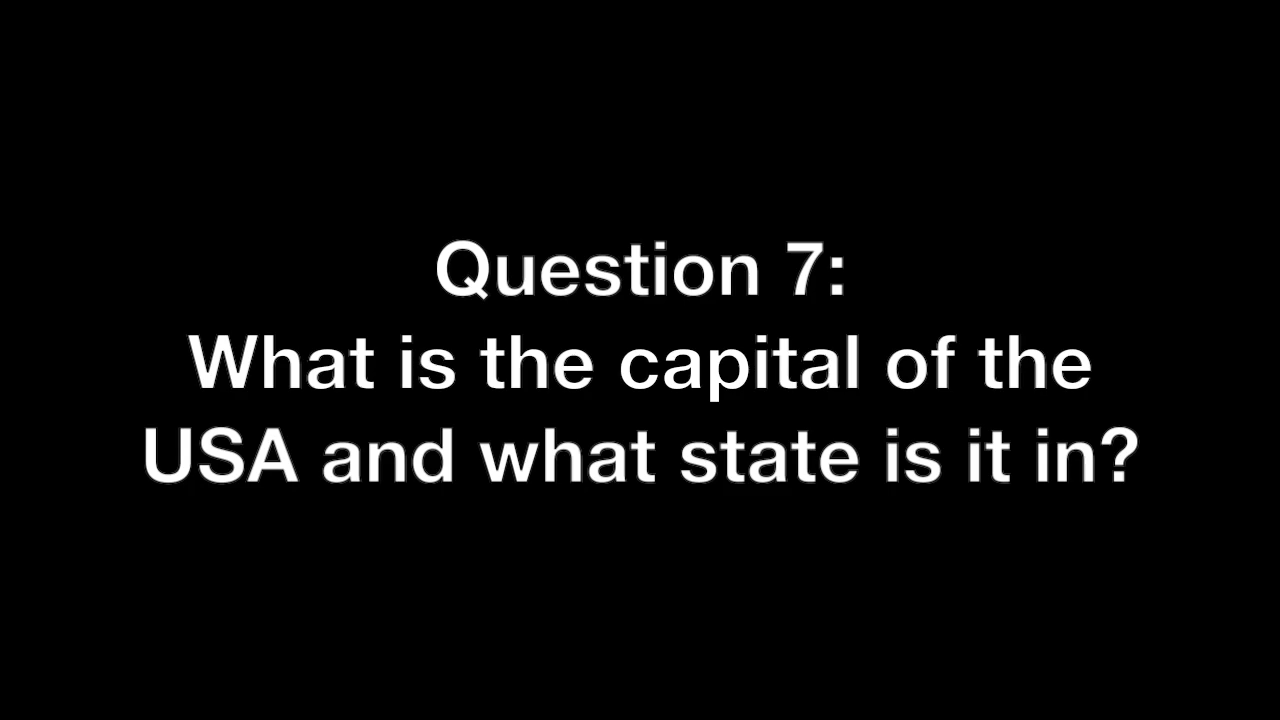 Question 7:
What is the capital of the
USA and what state is it in?